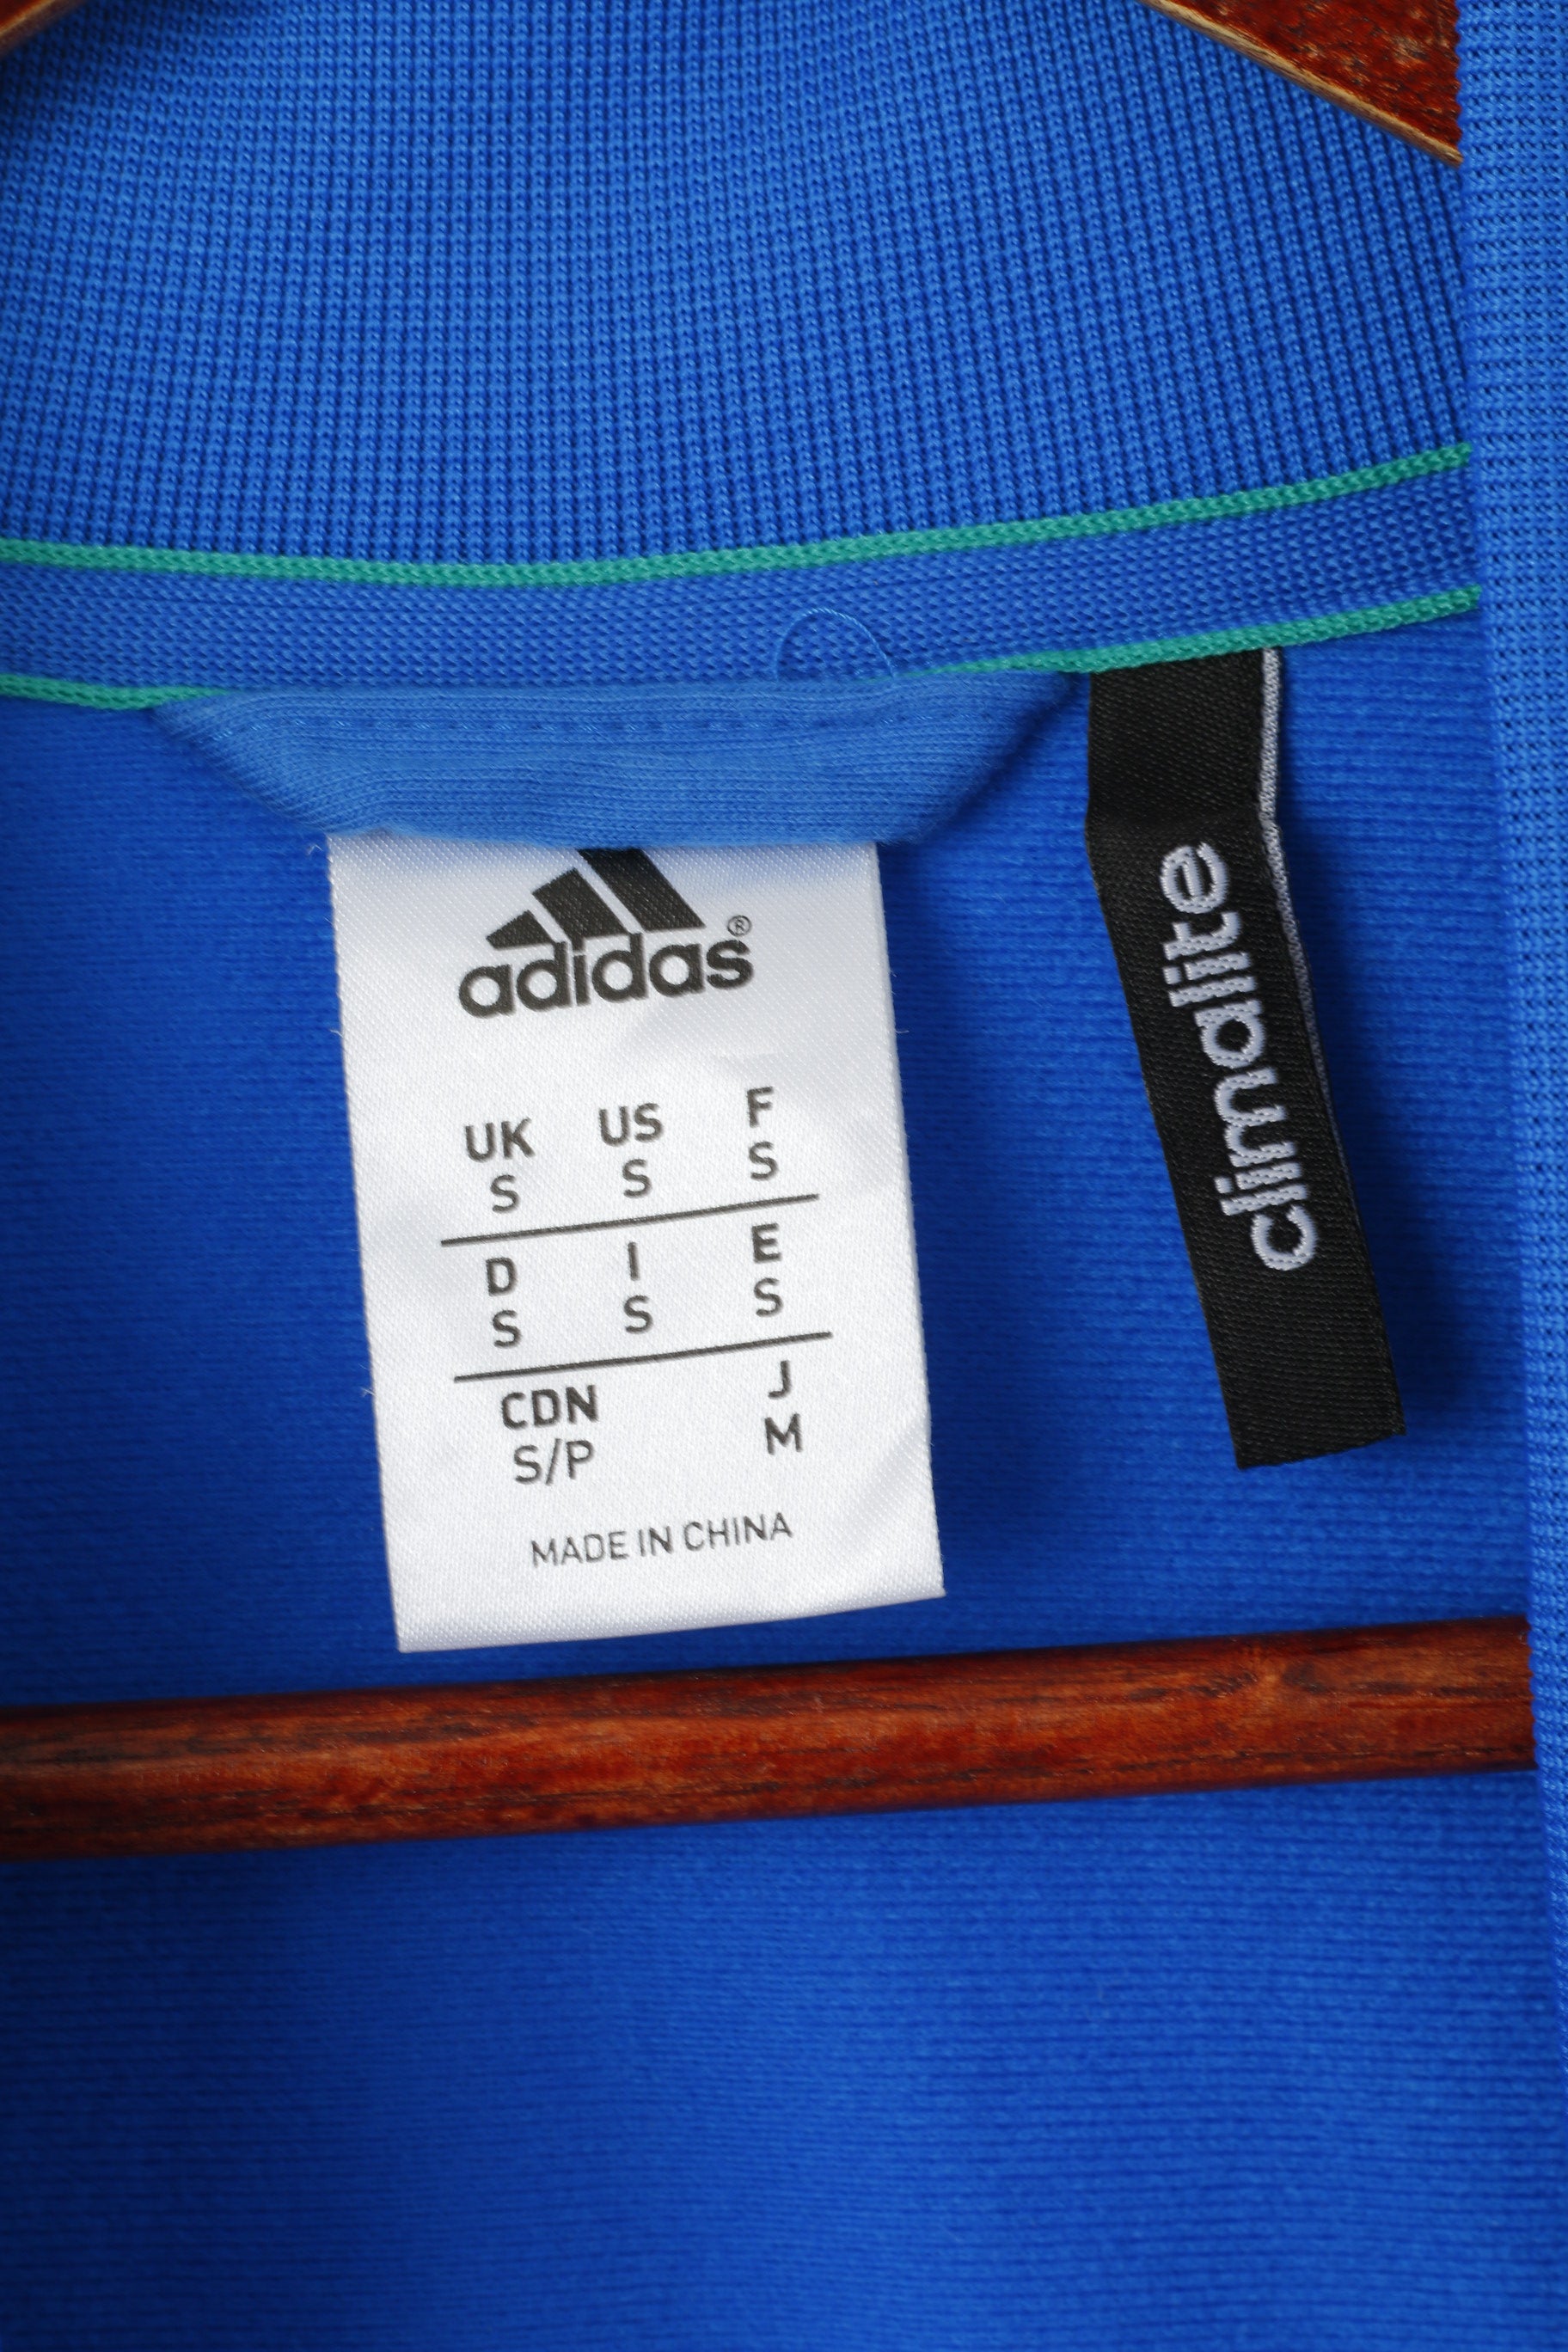 adidas®
UK US F
S S S
D I E
S S S
CDN J
S/P M
MADE IN CHINA
climalite